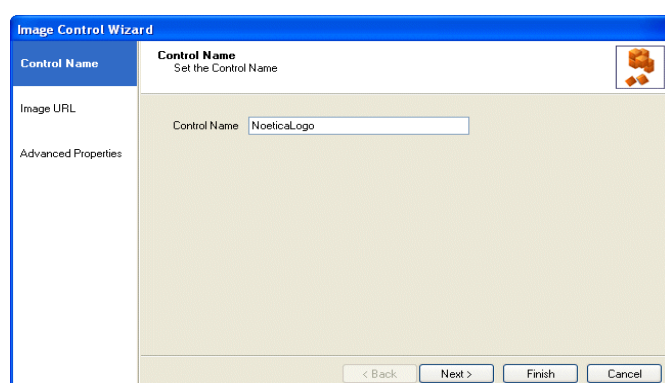 Image Control Wizard
Control Name
Image URL
Advanced Properties
Control Name
Set the Control Name
Control Name NoeticaLogo
< Back Next > Finish Cancel